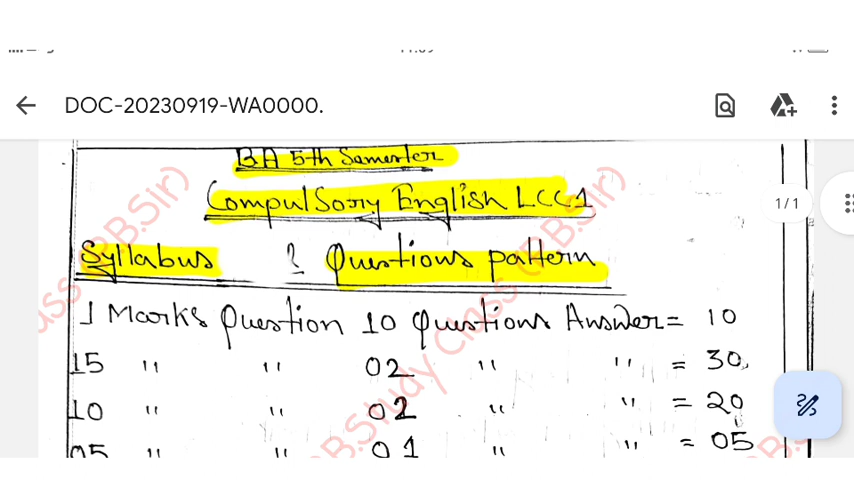 DOC-20230919-WA0000.
BA 5th Samester
Compulsory English LCC1
1/1
Syllabus & Questions pattern
1 Marks Question 10 Questions Answer = 10
15 " " 02 " " = 30
10 " " 02 " " = 20
05 " " 01 " " = 05